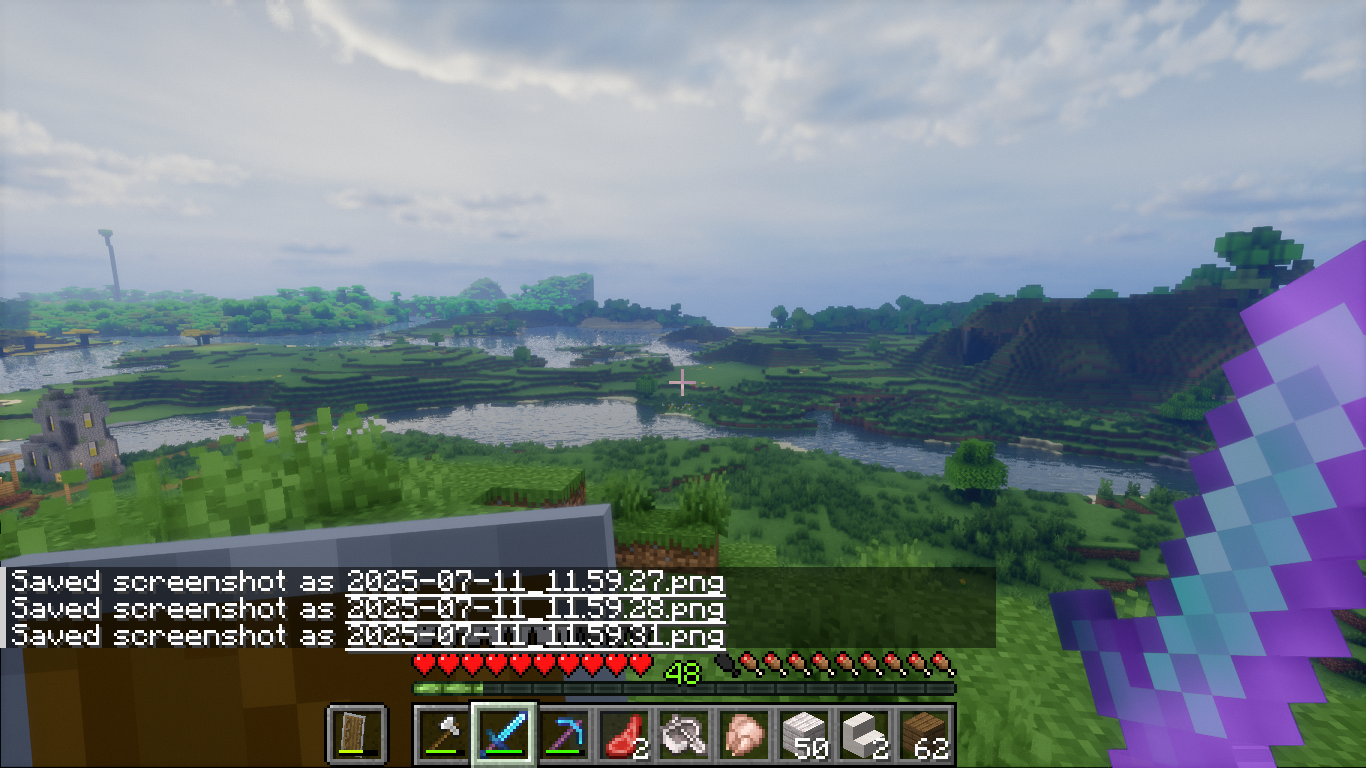 Saved screenshot as 2025-07-11_11.59.27.png
Saved screenshot as 2025-07-11_11.59.28.png
Saved screenshot as 2025-07-11_11.59.31.png
48
2 50 2 62